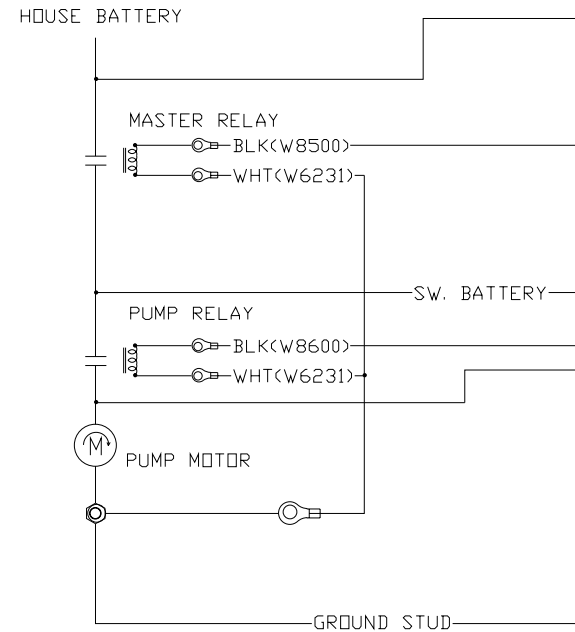 HOUSE BATTERY
MASTER RELAY
BLK(W8500)
WHT(W6231)
SW. BATTERY
PUMP RELAY
BLK(W8600)
WHT(W6231)
M
PUMP MOTOR
GROUND STUD